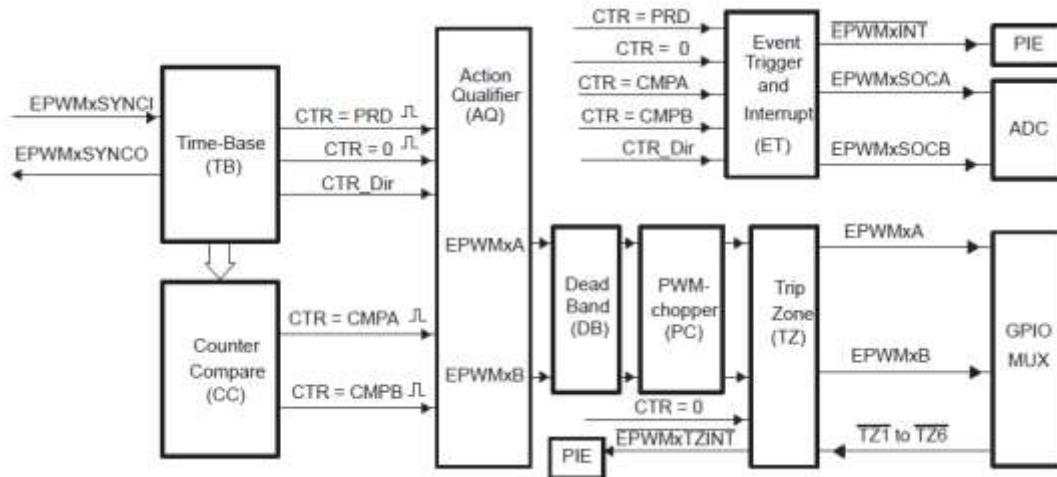 EPWMxSYNCI
EPWMxSYNCO
Time-Base
(TB)
CTR = PRD
CTR = 0
CTR_Dir
Counter
Compare
(CC)
CTR = CMPA
CTR = CMPB
Action
Qualifier
(AQ)
EPWMxA
EPWMxB
CTR = PRD
CTR = 0
CTR = CMPA
CTR = CMPB
CTR_Dir
Event
Trigger
and
Interrupt
(ET)
EPWMxINT
EPWMxSOCA
EPWMxSOCB
PIE
ADC
Dead
Band
(DB)
PWM-
chopper
(PC)
CTR = 0
EPWMxTZINT
PIE
Trip
Zone
(TZ)
EPWMxA
EPWMxB
TZ1 to TZ6
GPIO
MUX